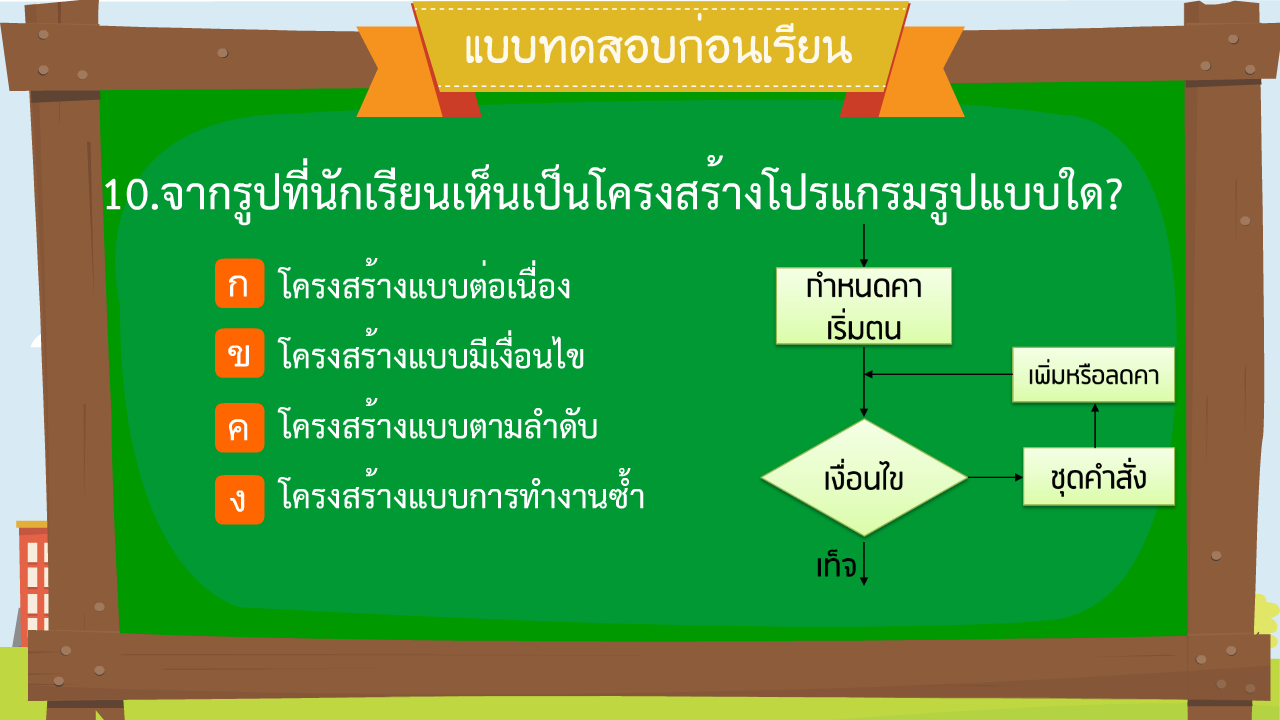 แบบทดสอบก่อนเรียน
10.จากรูปที่นักเรียนเห็นเป็นโครงสร้างโปรแกรมรูปแบบใด?
ก โครงสร้างแบบต่อเนื่อง
ข โครงสร้างแบบมีเงื่อนไข
ค โครงสร้างแบบตามลำดับ
ง โครงสร้างแบบการทำงานซ้ำ
กำหนดคา
เริ่มตน
เพิ่มหรือลดคา
เงื่อนไข
ชุดคำสั่ง
เท็จ